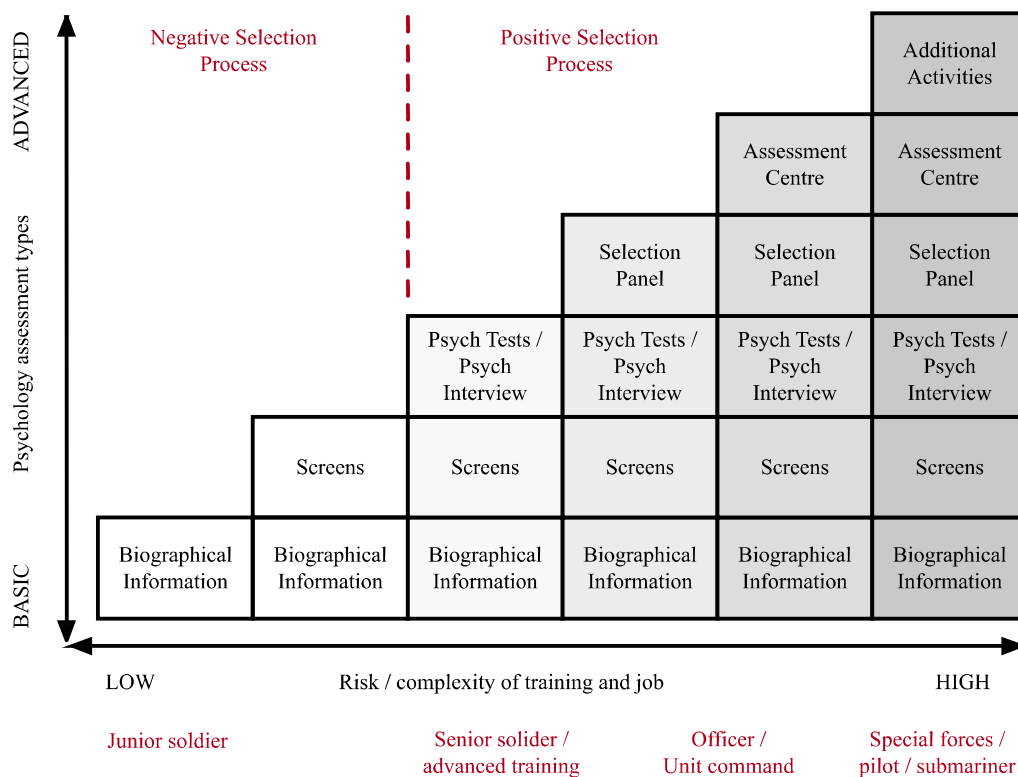 Negative Selection
Process
Positive Selection
Process
ADVANCED
Psychology assessment types
BASIC
Additional
Activities
Assessment
Centre
Assessment
Centre
Selection
Panel
Selection
Panel
Selection
Panel
Psych Tests /
Psych
Interview
Psych Tests /
Psych
Interview
Psych Tests /
Psych
Interview
Psych Tests /
Psych
Interview
Screens
Screens
Screens
Screens
Screens
Biographical
Information
Biographical
Information
Biographical
Information
Biographical
Information
Biographical
Information
Biographical
Information
LOW
Risk / complexity of training and job
HIGH
Junior soldier
Senior solider /
advanced training
Officer /
Unit command
Special forces /
pilot / submariner